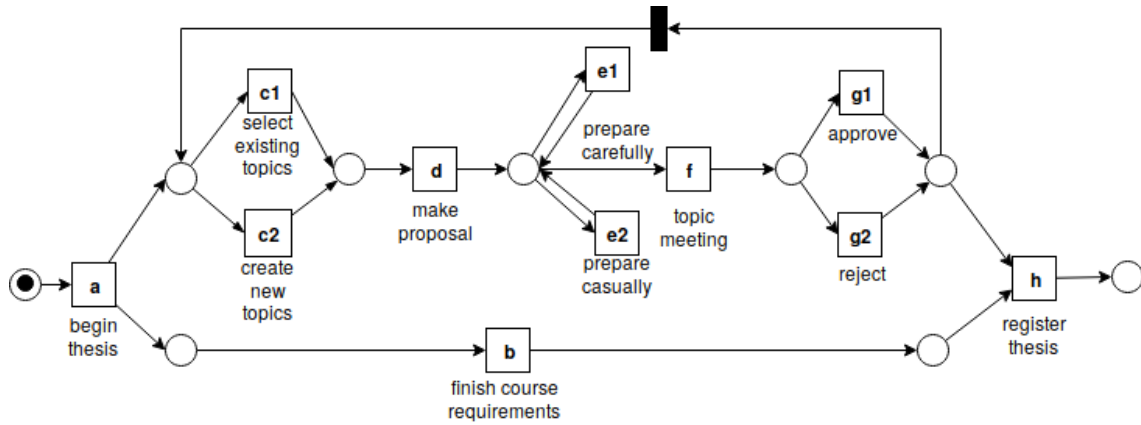 e1
c1
g1
select
existing
topics
prepare
carefully
approve
d
f
make
proposal
topic
meeting
c2
e2
g2
create
new
topics
prepare
casually
reject
a
h
begin
thesis
register
thesis
b
finish course
requirements